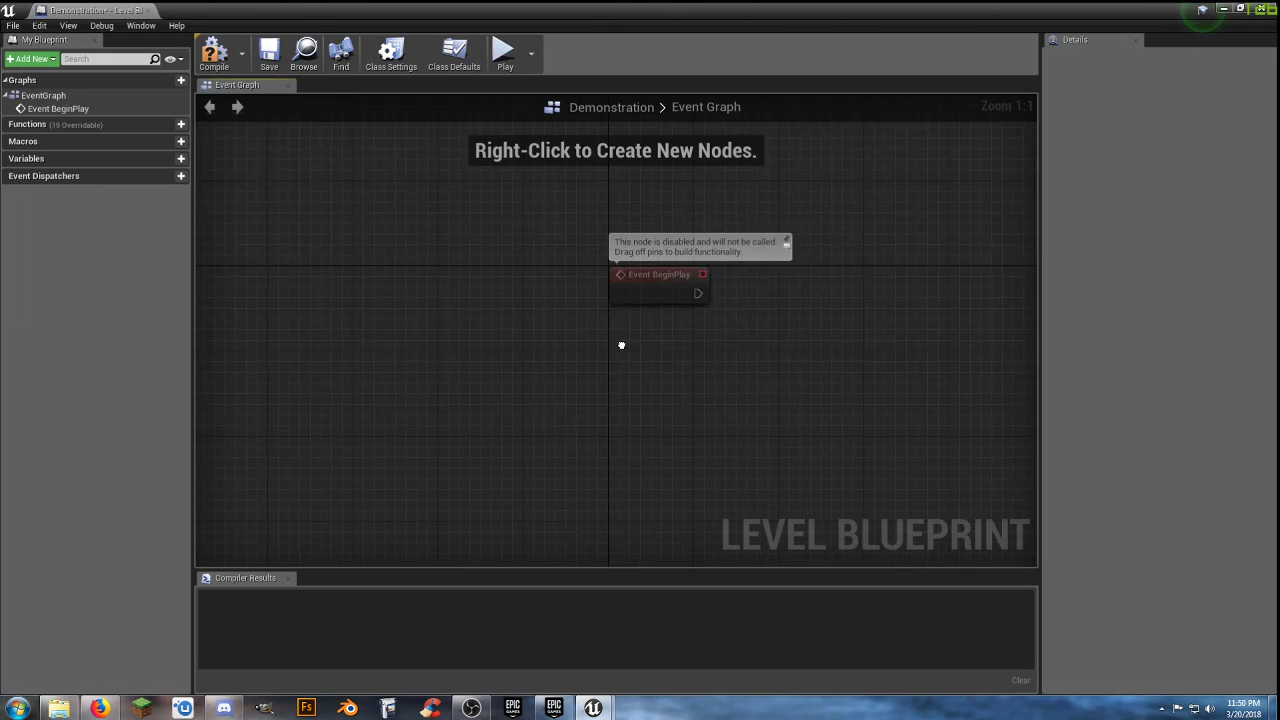 Demonstration* - Level Bl
File Edit View Debug Window Help
My Blueprint
Add New
Search
Graphs
EventGraph
Event BeginPlay
Functions (19 Overridable)
Macros
Variables
Event Dispatchers
Compile
Save
Browse
Find
Class Settings
Class Defaults
Play
Event Graph
Demonstration > Event Graph
Zoom 1:1
Right-Click to Create New Nodes.
This node is disabled and will not be called.
Drag off pins to build functionality.
Event BeginPlay
LEVEL BLUEPRINT
Compiler Results
Clear
Details
Fs
EPIC
GAMES
EPIC
GAMES
11:50 PM
3/20/2018